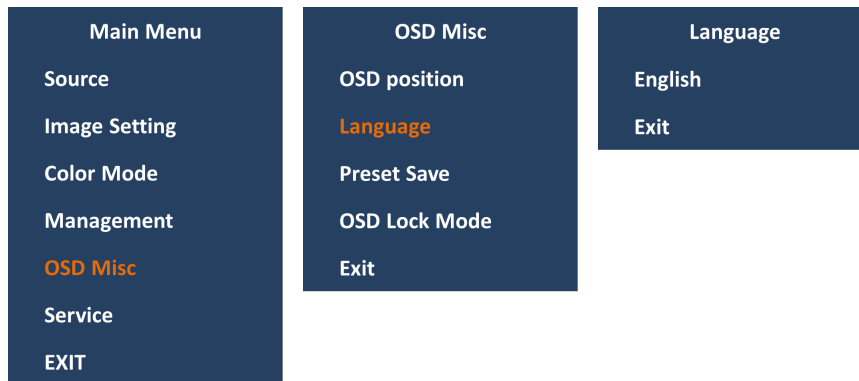 Main Menu
Source
Image Setting
Color Mode
Management
OSD Misc
Service
EXIT
OSD Misc
OSD position
Language
Preset Save
OSD Lock Mode
Exit
Language
English
Exit